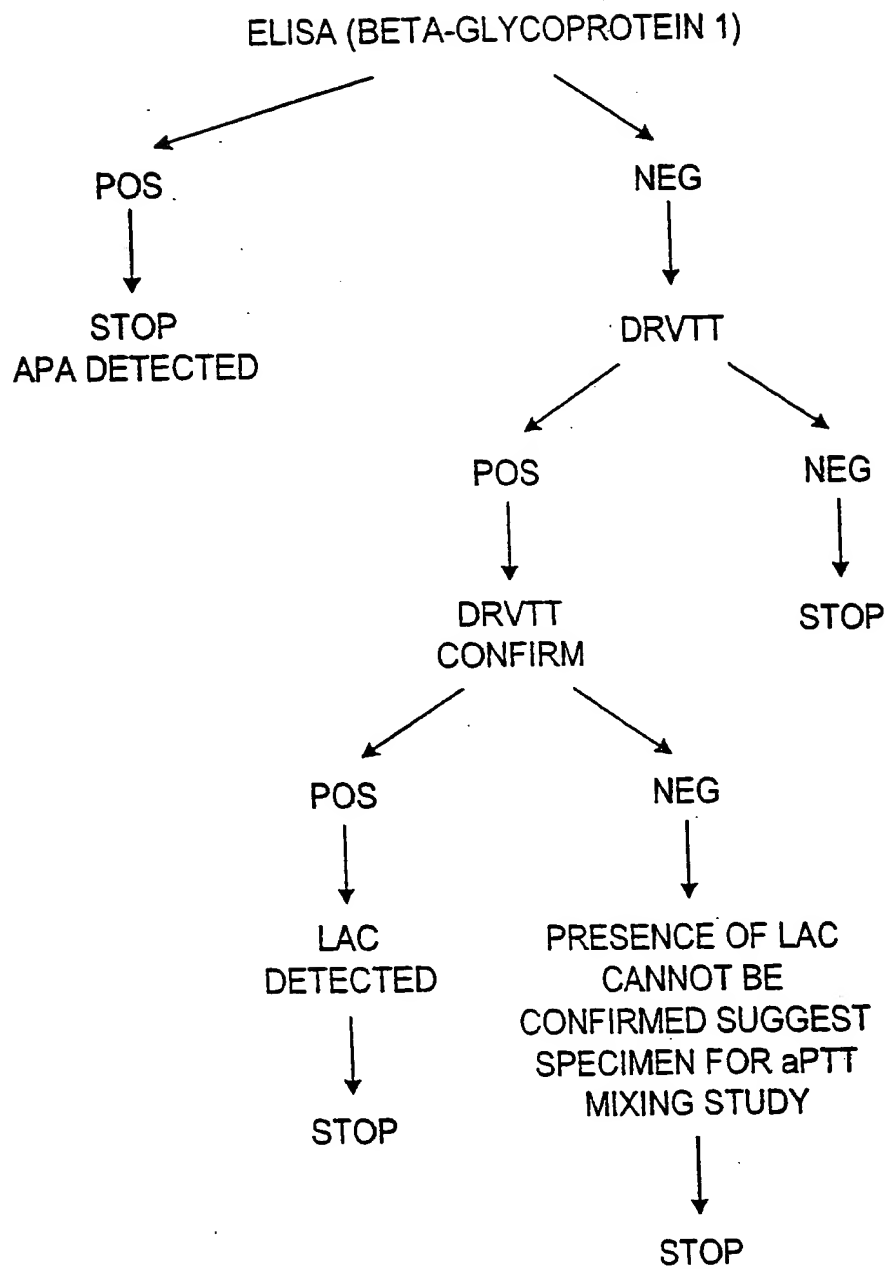 ELISA (BETA-GLYCOPROTEIN 1)
POS
NEG
STOP
APA DETECTED
DRVTT
POS
NEG
DRVTT
CONFIRM
STOP
POS
NEG
LAC
DETECTED
PRESENCE OF LAC
CANNOT BE
CONFIRMED SUGGEST
SPECIMEN FOR aPTT
MIXING STUDY
STOP
STOP